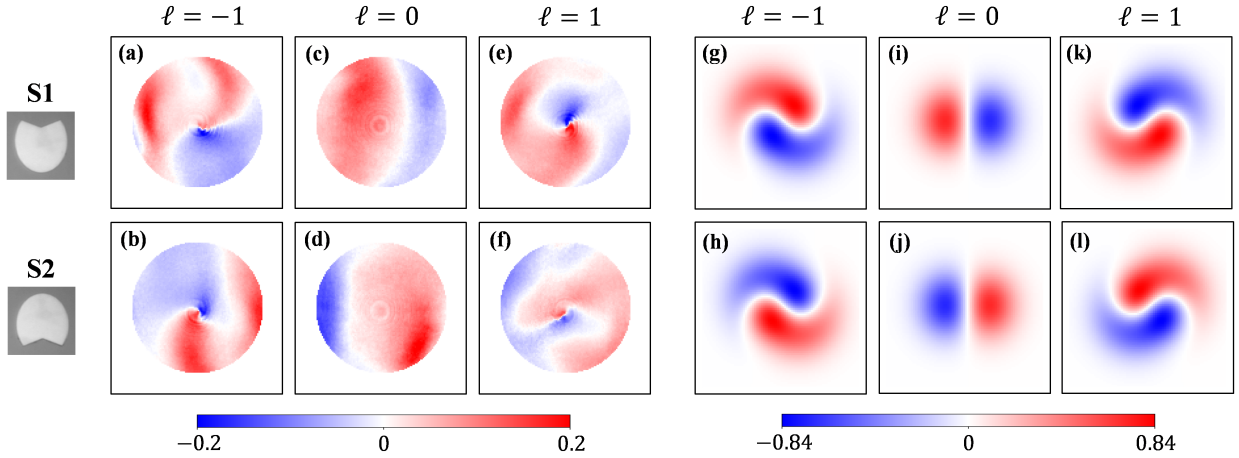 ℓ = −1 ℓ = 0 ℓ = 1 ℓ = −1 ℓ = 0 ℓ = 1
(a) (c) (e) (g) (i) (k)
S1
(b) (d) (f) (h) (j) (l)
S2
−0.2 0 0.2 −0.84 0 0.84